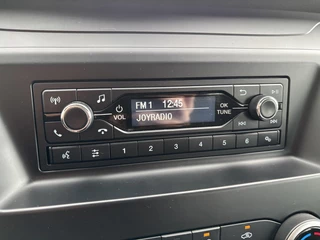 FM 1 12:45
JOYRADIO
VOL
OK
TUNE
1 2 3 4 5 6